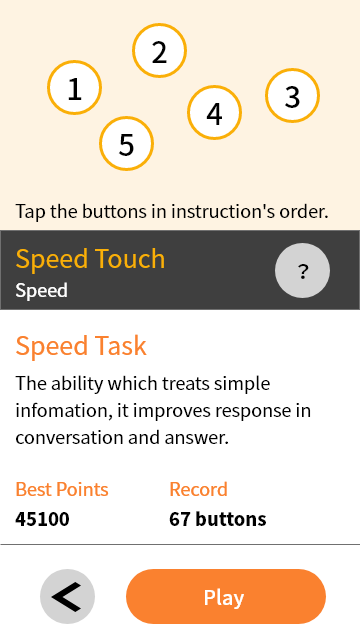 2
1
3
4
5
Tap the buttons in instruction's order.
Speed Touch
?
Speed
Speed Task
The ability which treats simple
infomation, it improves response in
conversation and answer.
Best Points
Record
45100
67 buttons
Play